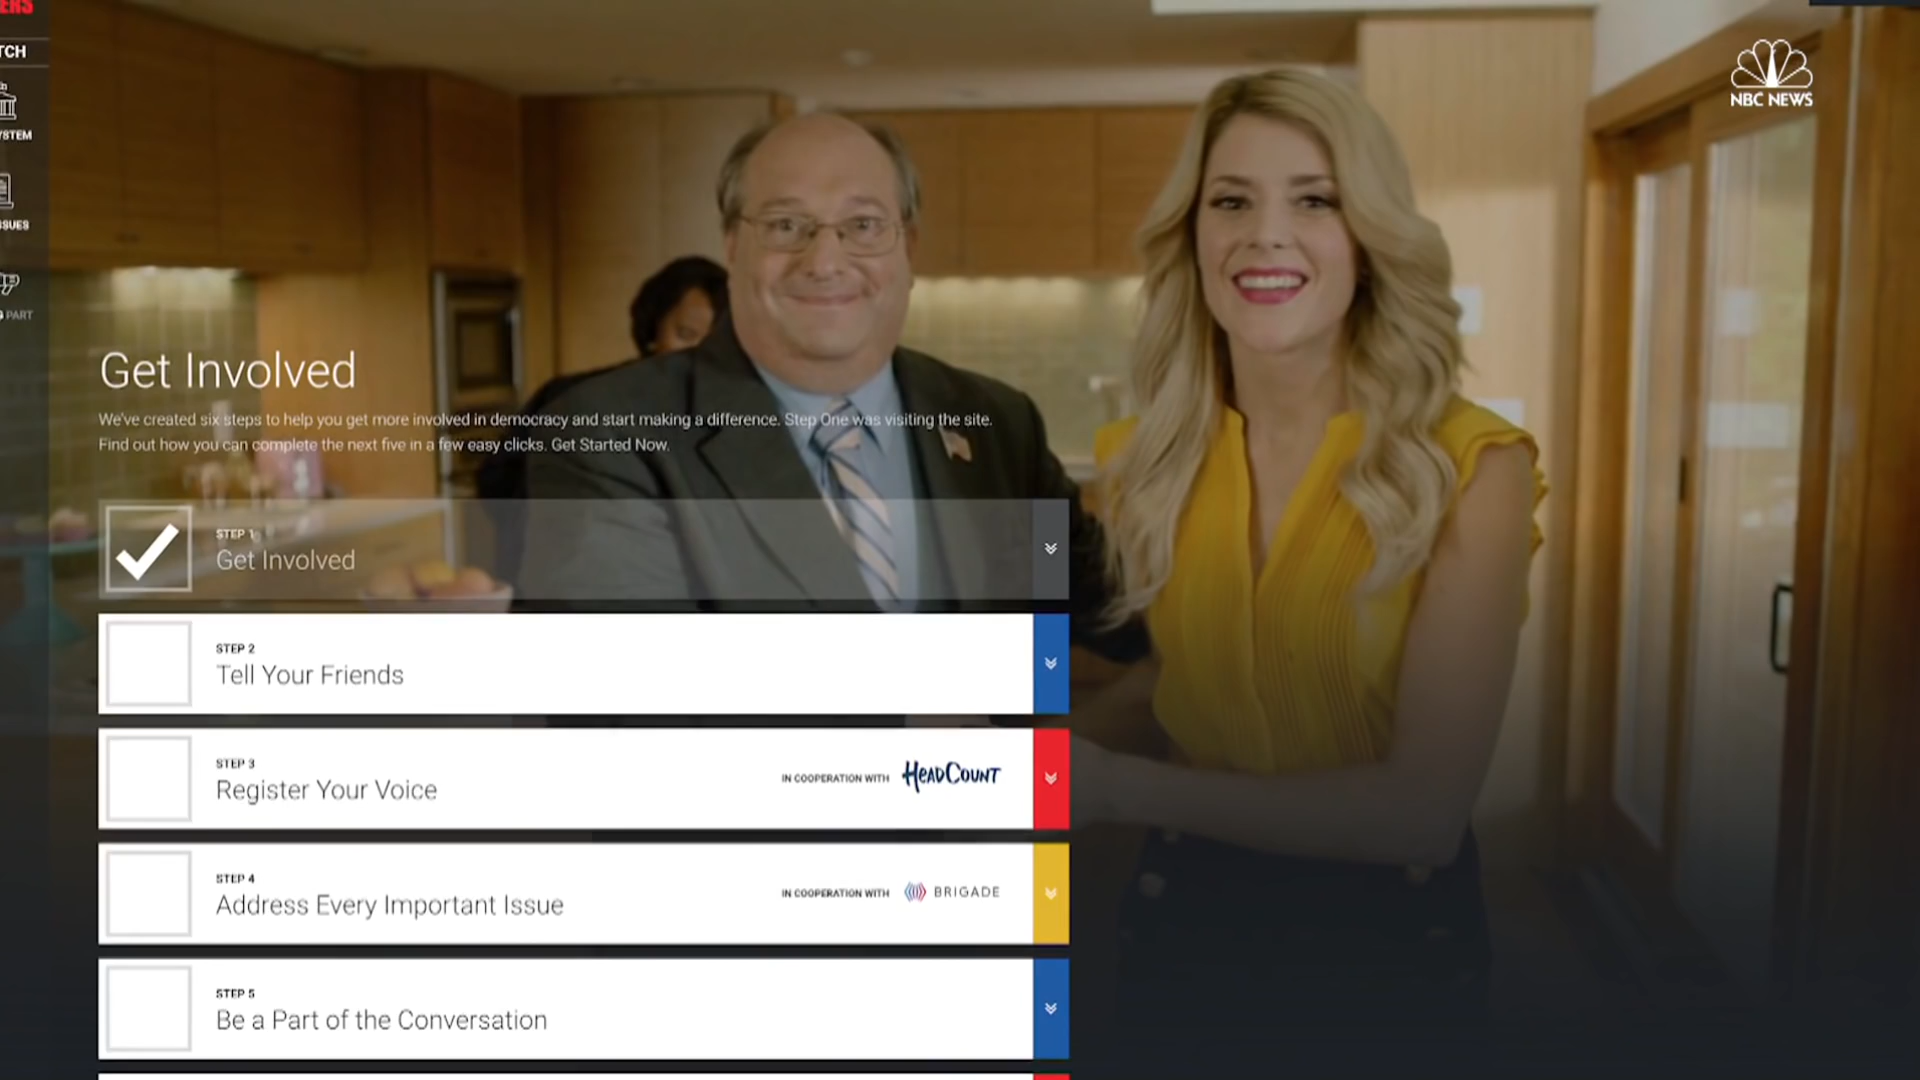 ERS
TCH
NBC NEWS
YSTEM
SSUES
G PART
Get Involved
We've created six steps to help you get more involved in democracy and start making a difference. Step One was visiting the site.
Find out how you can complete the next five in a few easy clicks. Get Started Now.
STEP 1
Get Involved
STEP 2
Tell Your Friends
STEP 3
Register Your Voice
IN COOPERATION WITH HEADCOUNT
STEP 4
Address Every Important Issue
IN COOPERATION WITH BRIGADE
STEP 5
Be a Part of the Conversation